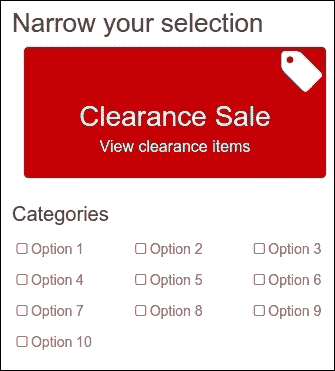 Narrow your selection
Clearance Sale
View clearance items
Categories
Option 1 Option 2 Option 3
Option 4 Option 5 Option 6
Option 7 Option 8 Option 9
Option 10